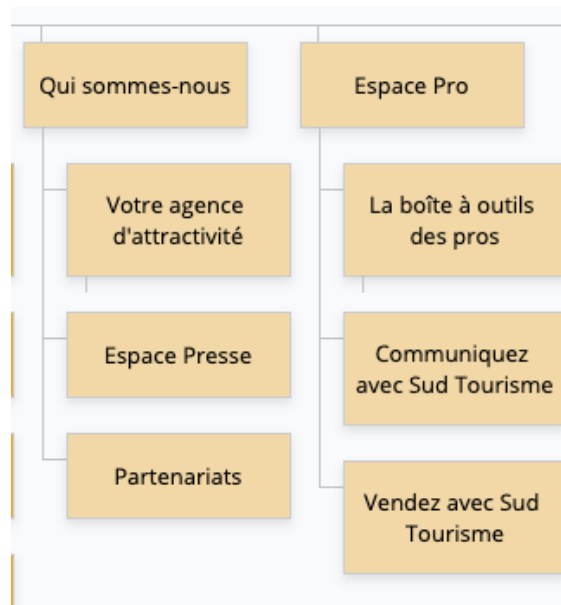 Qui sommes-nous
Votre agence
d'attractivité
Espace Presse
Partenariats
Espace Pro
La boîte à outils
des pros
Communiquez
avec Sud Tourisme
Vendez avec Sud
Tourisme